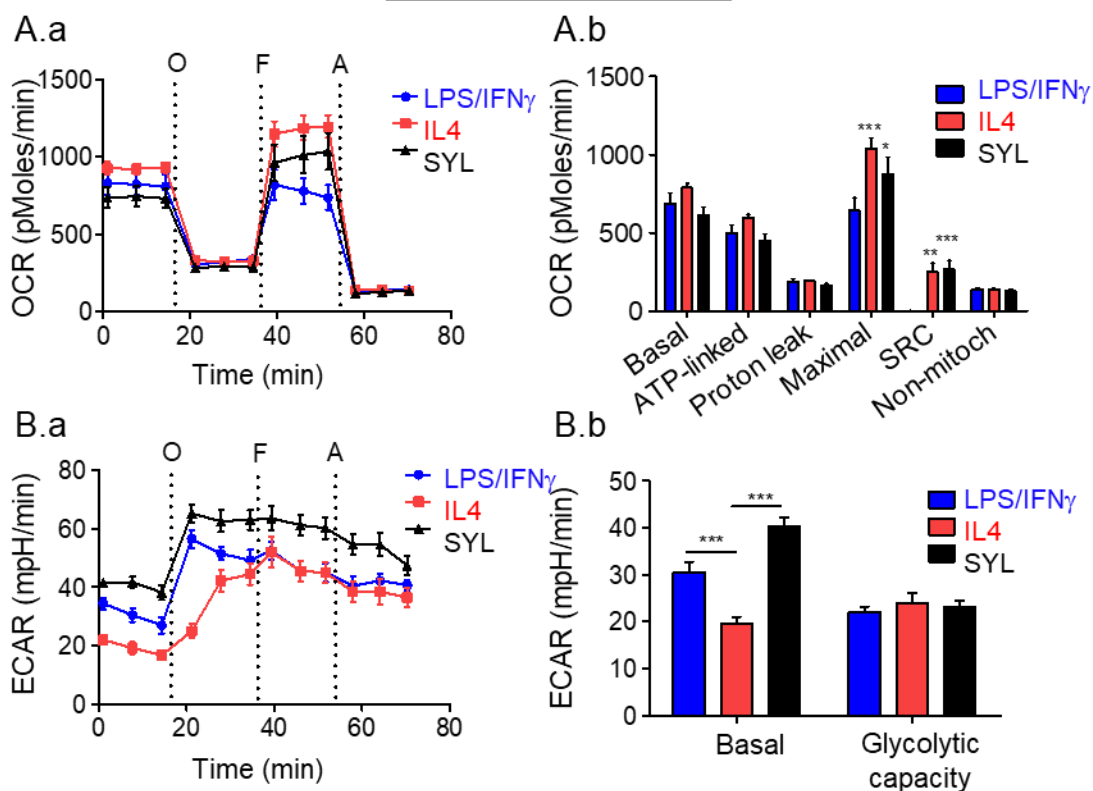 A.a
O
F
A
OCR (pMoles/min)
1500
1000
500
0
LPS/IFNγ
IL4
SYL
0
20
40
60
80
Time (min)
A.b
OCR (pMoles/min)
1500
1000
500
0
LPS/IFNγ
IL4
SYL
***
*
**
***
Basal
ATP-linked
Proton leak
Maximal
SRC
Non-mitoch
B.a
O
F
A
ECAR (mpH/min)
80
60
40
20
0
LPS/IFNγ
IL4
SYL
0
20
40
60
80
Time (min)
B.b
ECAR (mpH/min)
50
40
30
20
10
0
LPS/IFNγ
IL4
SYL
***
***
Basal
Glycolytic
capacity